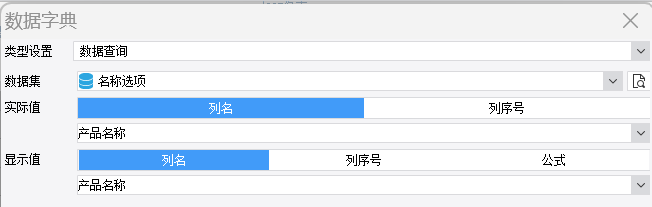 数据字典
类型设置 数据查询
数据集 名称选项
实际值 列名 列序号
产品名称
显示值 列名 列序号 公式
产品名称